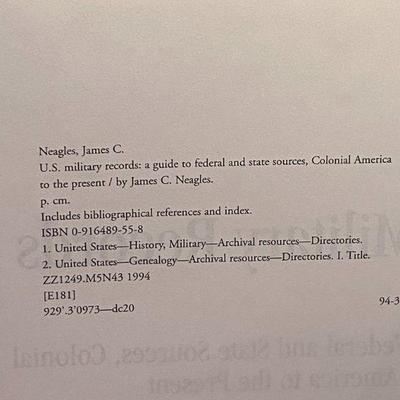 Neagles, James C.
U.S. military records: a guide to federal and state sources, Colonial America
to the present / by James C. Neagles.
p. cm.
Includes bibliographical references and index.
ISBN 0-916489-55-8
1. United States—History, Military—Archival resources—Directories.
2. United States—Genealogy—Archival resources—Directories. I. Title.
ZZ1249.M5N43 1994
[E181]
929'.3'0973—dc20
94-3